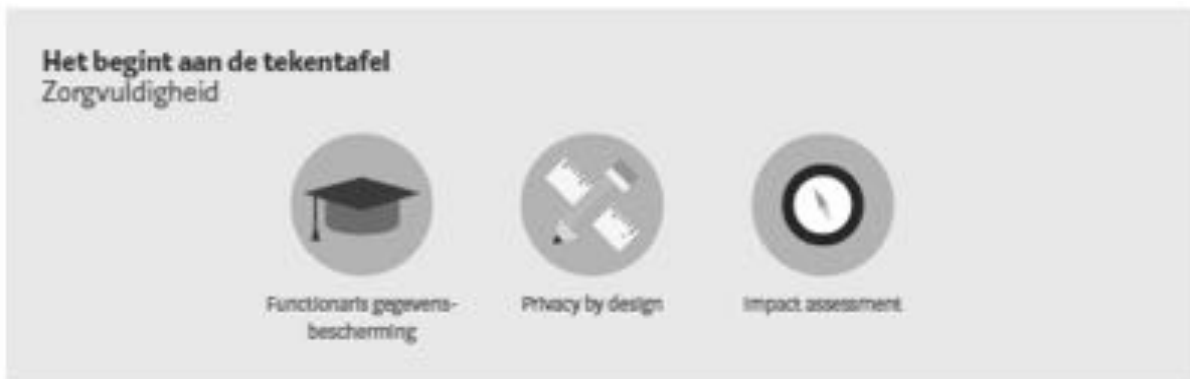 Het begint aan de tekentafel
Zorgvuldigheid
Functionaris gegevens-
bescherming
Privacy by design
Impact assessment